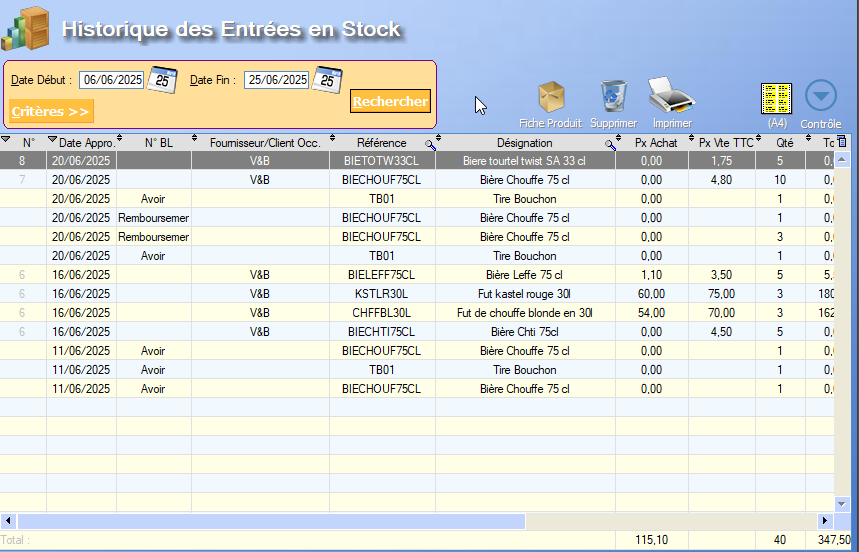 Historique des Entrées en Stock
Date Début : 06/06/2025 25 Date Fin : 25/06/2025 25
Rechercher
Critères >>
Fiche Produit Supprimer Imprimer (A4) Contrôle
N° Date Appro. N° BL Fournisseur/Client Occ. Référence Désignation Px Achat Px Vte TTC Qté To
8 20/06/2025 V&B BIETOTW33CL Biere tourtel twist SA 33 cl 0,00 1,75 5 0,
7 20/06/2025 V&B BIECHOUF75CL Bière Chouffe 75 cl 0,00 4,80 10 0,
20/06/2025 Avoir TB01 Tire Bouchon 0,00 1 0,
20/06/2025 Remboursemer BIECHOUF75CL Bière Chouffe 75 cl 0,00 1 0,
20/06/2025 Remboursemer BIECHOUF75CL Bière Chouffe 75 cl 0,00 3 0,
20/06/2025 Avoir TB01 Tire Bouchon 0,00 1 0,
6 16/06/2025 V&B BIELEFF75CL Bière Leffe 75 cl 1,10 3,50 5 5,
6 16/06/2025 V&B KSTLR30L Fut kastel rouge 30l 60,00 75,00 3 180
6 16/06/2025 V&B CHFFBL30L Fut de chouffe blonde en 30l 54,00 70,00 3 162
6 16/06/2025 V&B BIECHTI75CL Bière Chti 75cl 4,50 5 0,
11/06/2025 Avoir BIECHOUF75CL Bière Chouffe 75 cl 0,00 1 0,
11/06/2025 Avoir TB01 Tire Bouchon 0,00 1 0,
11/06/2025 Avoir BIECHOUF75CL Bière Chouffe 75 cl 0,00 1 0,
Total : 115,10 40 347,50